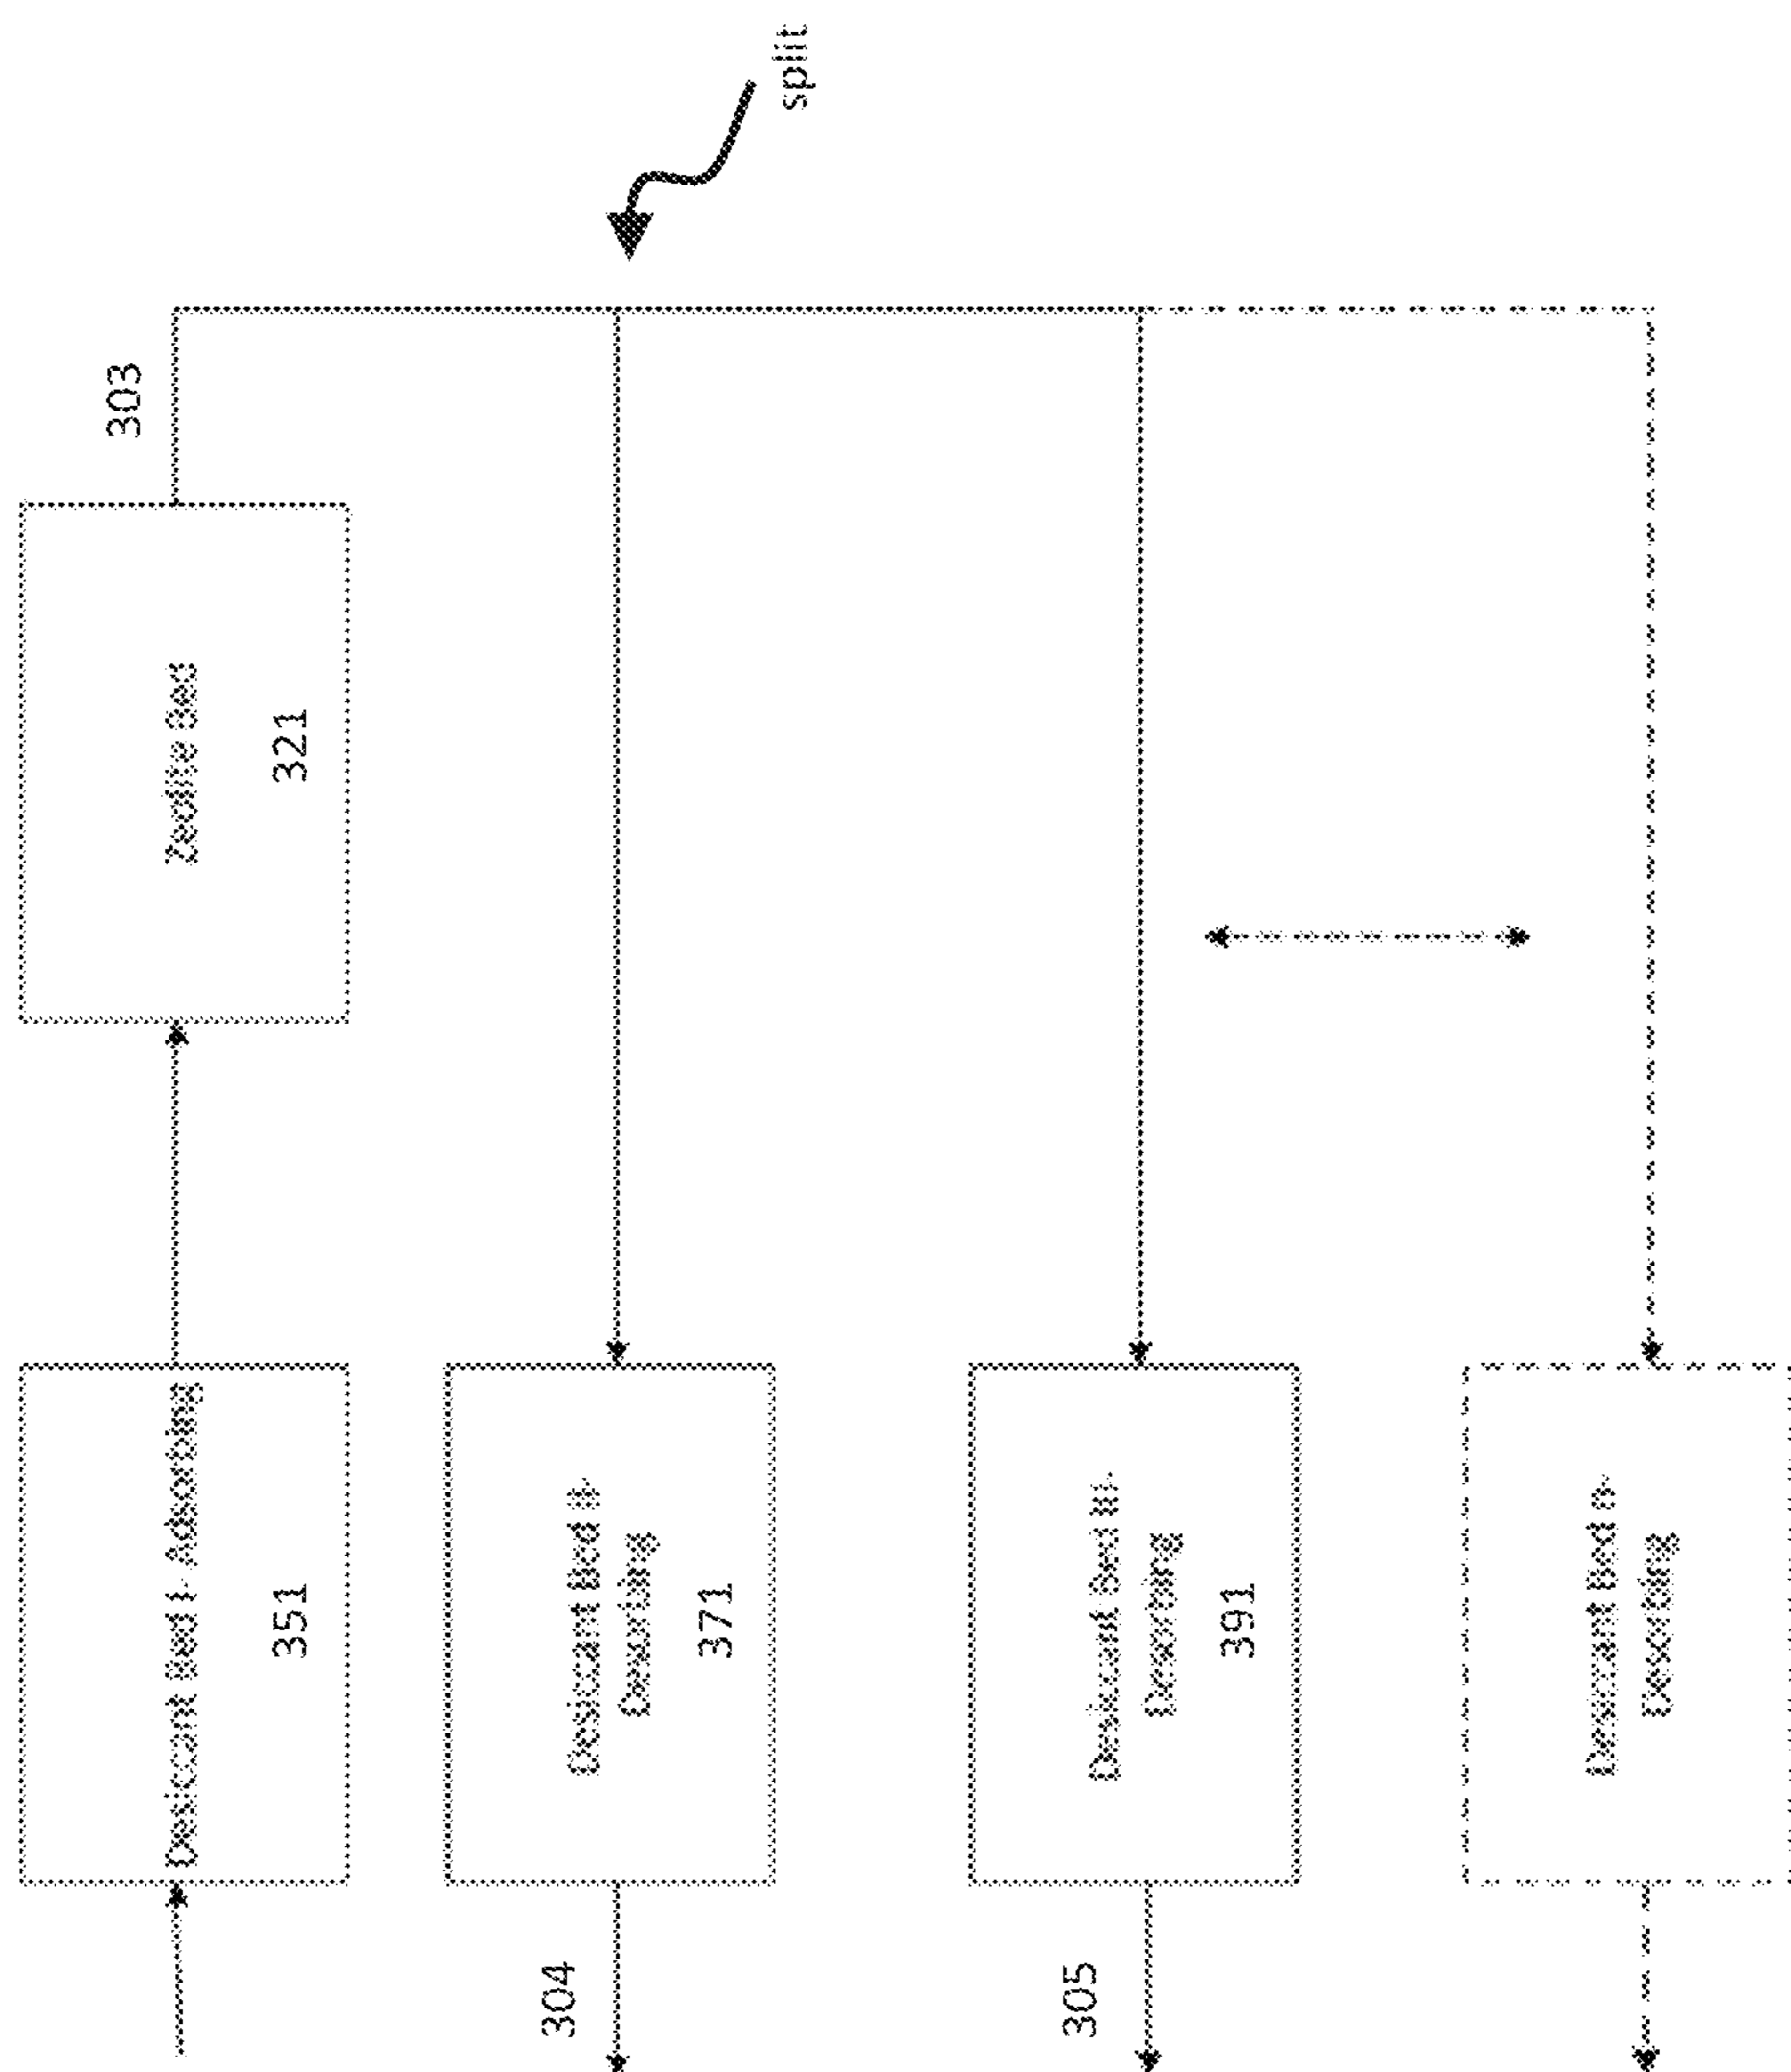 Desiccant Bed I- Adsorbing
351
Zeolite Bed
321
303
split
Desiccant Bed II-
Desorbing
371
304
Desiccant Bed III-
Desorbing
391
305
Desiccant Bed n-
Desorbing